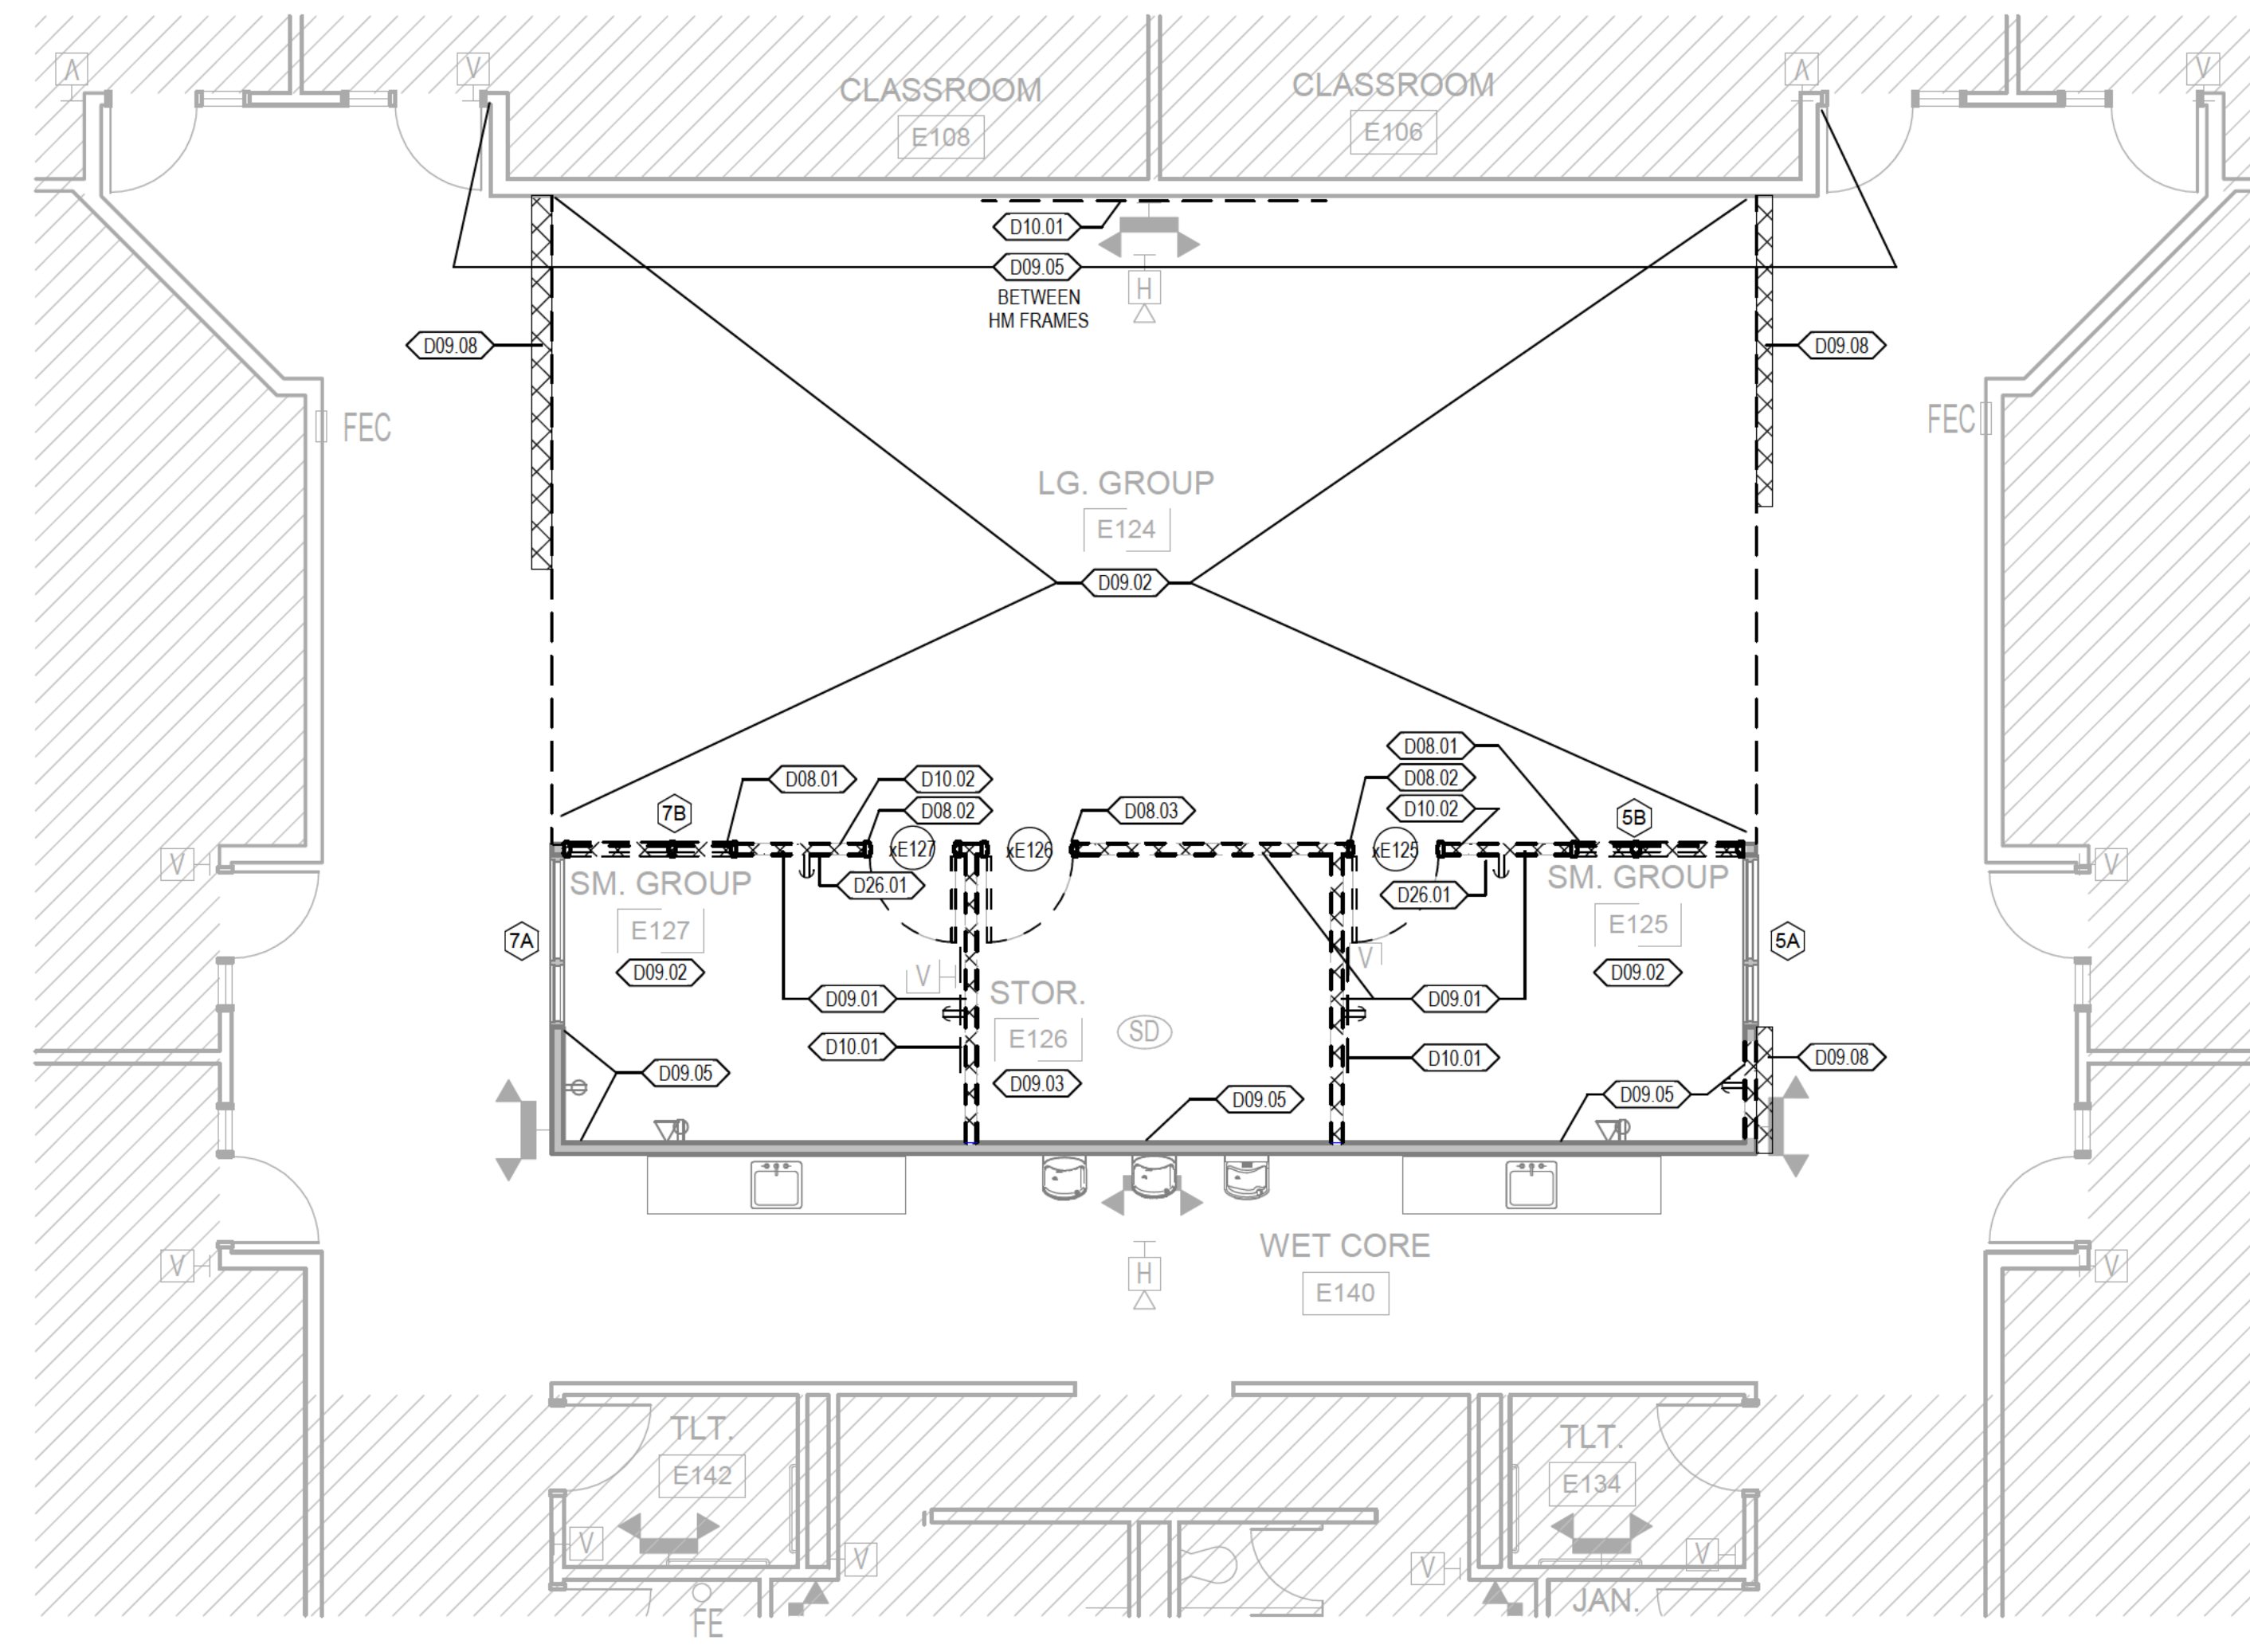 V
V
V
V
CLASSROOM
E108
CLASSROOM
E106
D10.01
D09.05
BETWEEN
HM FRAMES
H
D09.08
D09.08
FEC
FEC
LG. GROUP
E124
D09.02
D08.01
D08.01
D10.02
D08.02
D08.02
D10.02
D08.03
7B
5B
xE127
xE126
xE125
V
V
SM. GROUP
E127
D09.02
D26.01
D26.01
SM. GROUP
E125
D09.02
7A
5A
V
V
STOR.
E126
D09.03
SD
D09.01
D09.01
D10.01
D10.01
D09.05
D09.05
D09.05
D09.08
WET CORE
E140
H
V
V
TLT.
E142
TLT.
E134
V
V
V
V
FE
JAN.